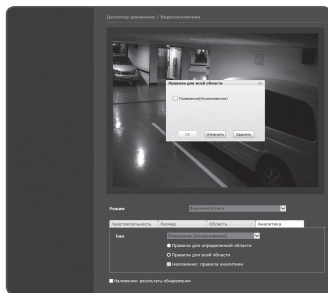 Детектор движения / Видеоаналитика
Правила для всей области
Появление(Исчезновение)
OK
Отменить
Удалить
Режим
Видеоаналитика
Чувствительность
Размер
Область
Аналитика
Тип
Появление (Исчезновение)
Правила для определенной области
Правила для всей области
Наложение: правила аналитики
Наложение: результаты обнаружения